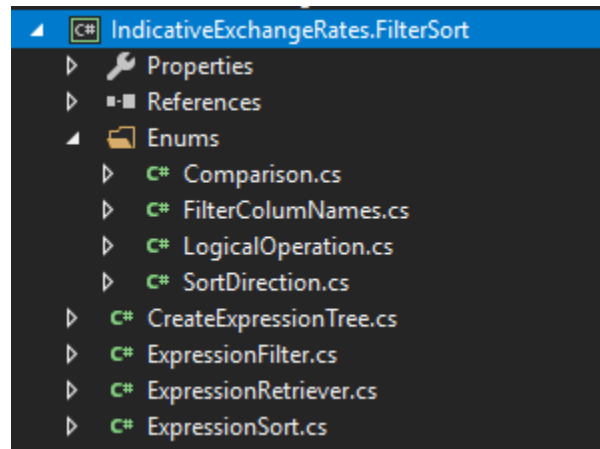 C# IndicativeExchangeRates.FilterSort
Properties
References
Enums
C# Comparison.cs
C# FilterColumNames.cs
C# LogicalOperation.cs
C# SortDirection.cs
C# CreateExpressionTree.cs
C# ExpressionFilter.cs
C# ExpressionRetriever.cs
C# ExpressionSort.cs